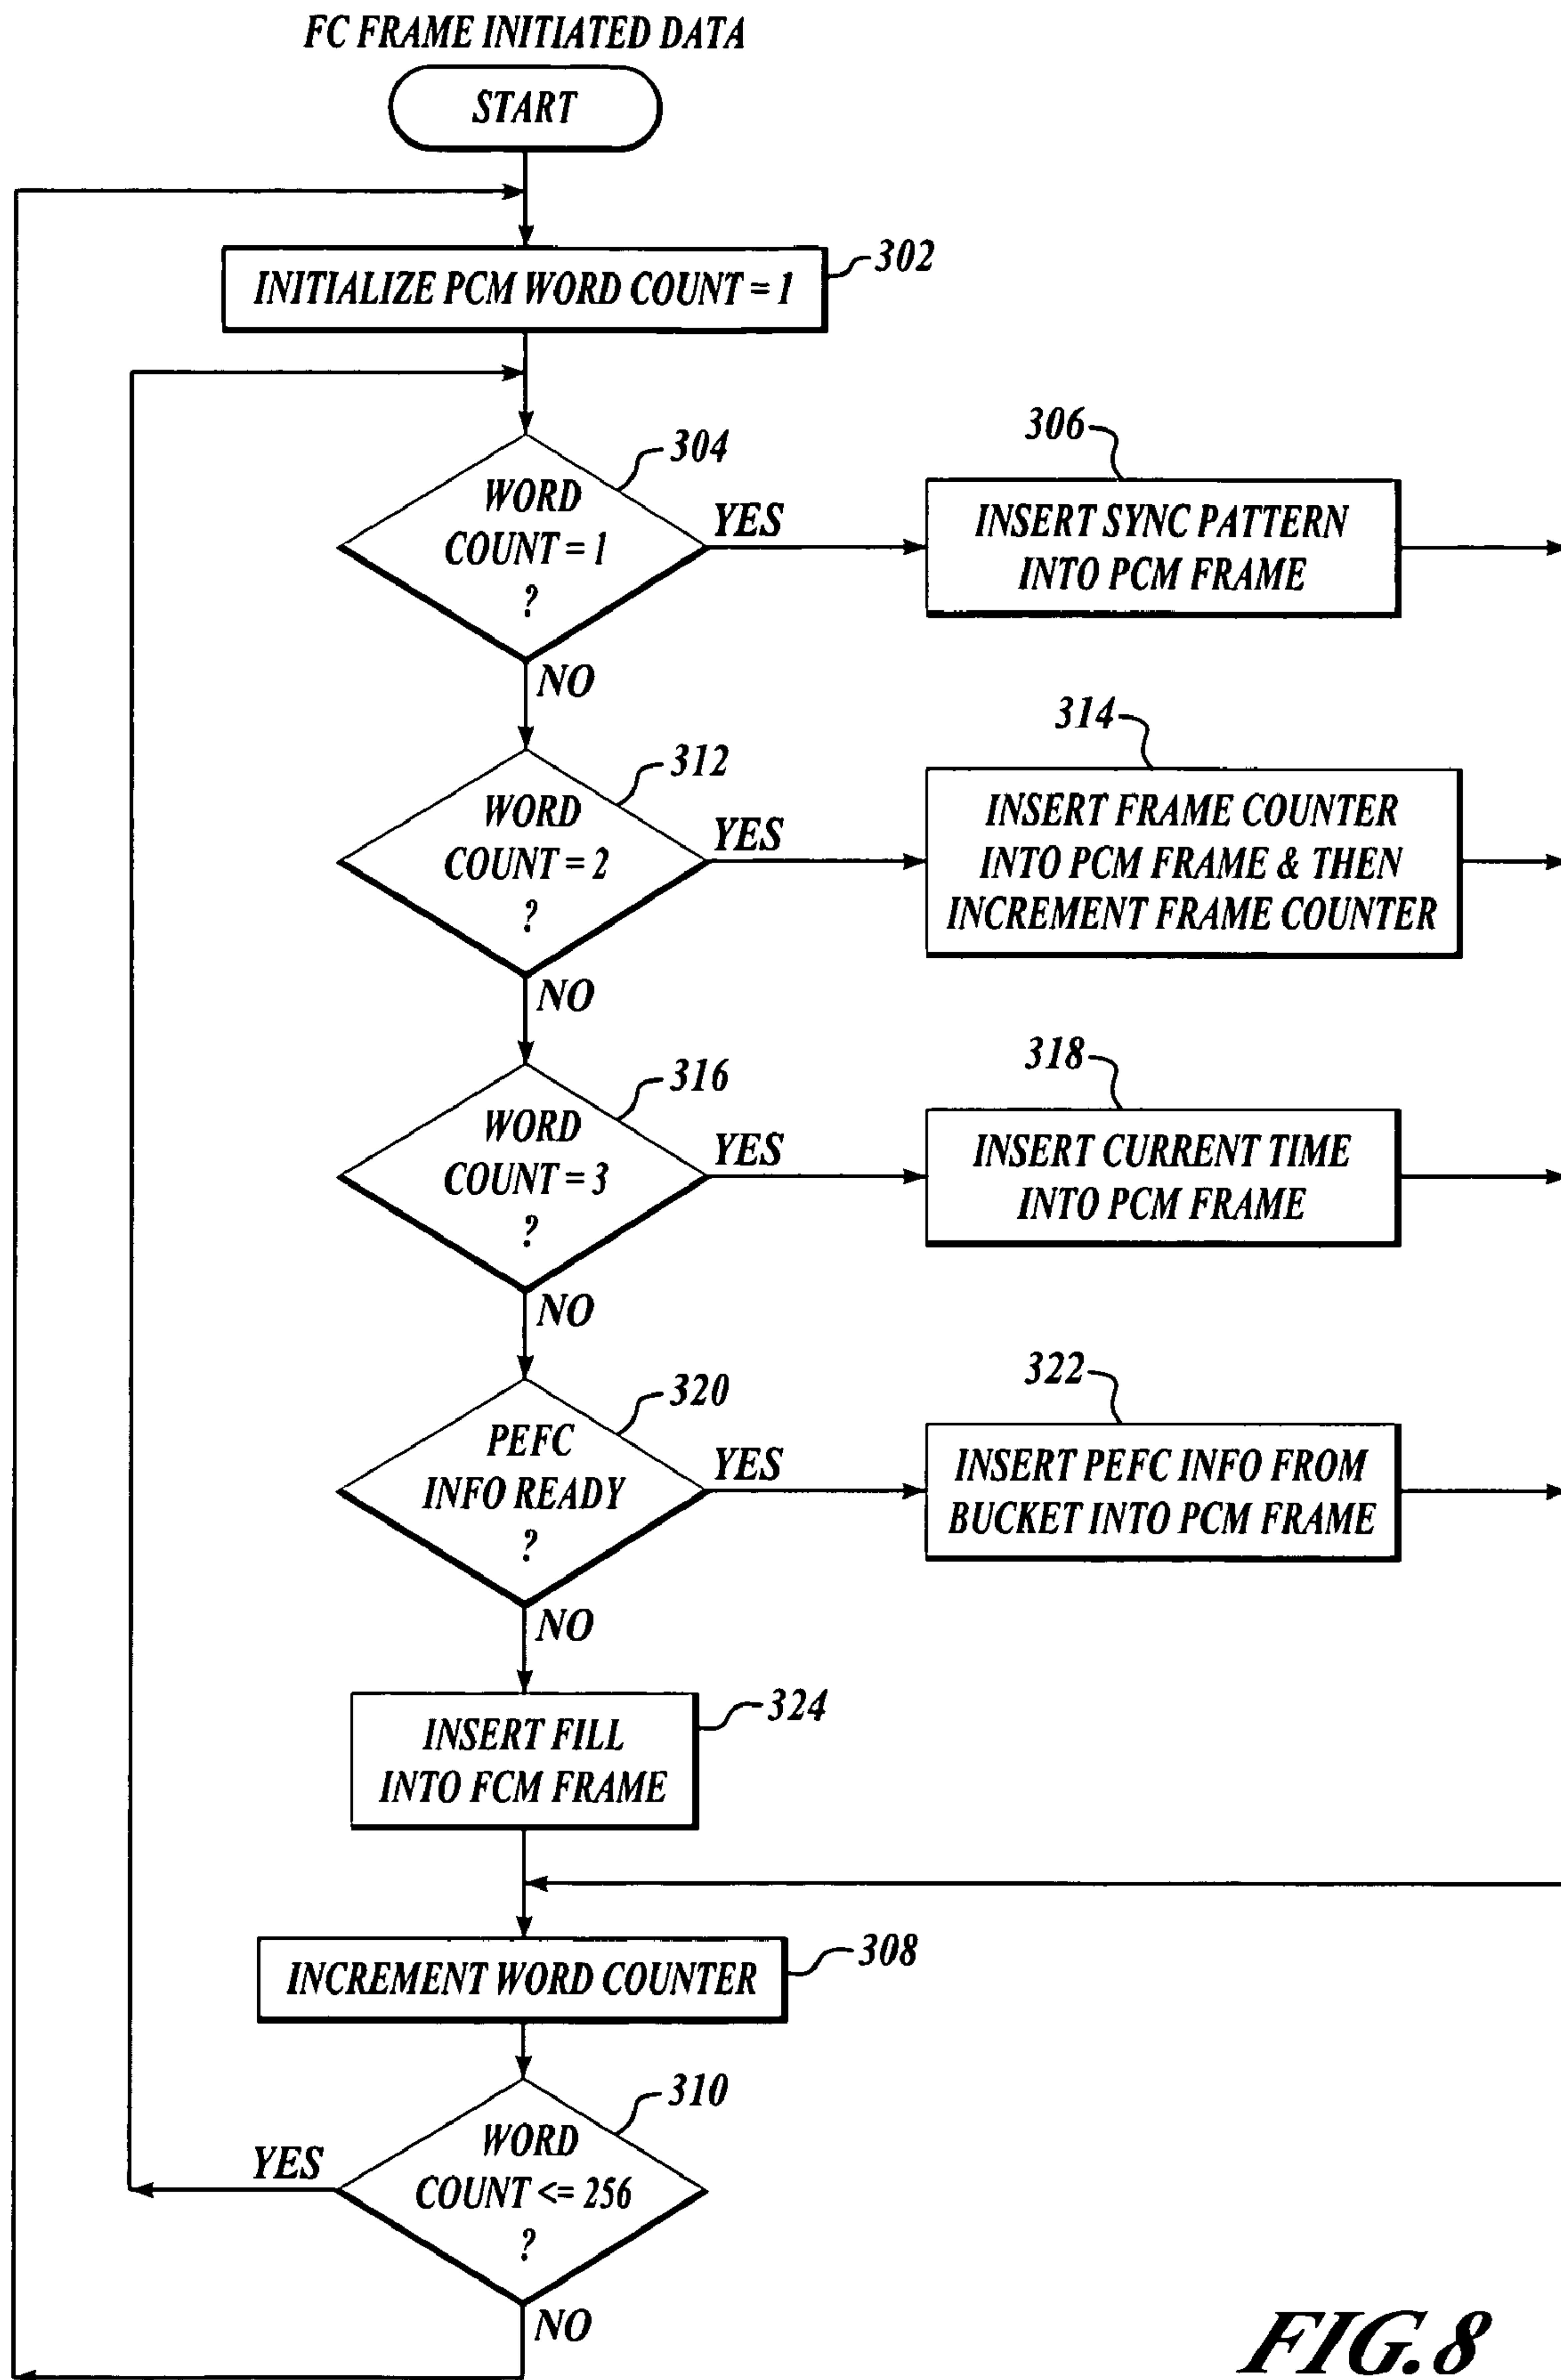 FC FRAME INITIATED DATA
START
INITIALIZE PCM WORD COUNT = 1
302
304
WORD
COUNT = 1
?
YES
NO
306
INSERT SYNC PATTERN
INTO PCM FRAME
312
WORD
COUNT = 2
?
YES
NO
314
INSERT FRAME COUNTER
INTO PCM FRAME & THEN
INCREMENT FRAME COUNTER
316
WORD
COUNT = 3
?
YES
NO
318
INSERT CURRENT TIME
INTO PCM FRAME
320
PEFC
INFO READY
?
YES
NO
322
INSERT PEFC INFO FROM
BUCKET INTO PCM FRAME
324
INSERT FILL
INTO FCM FRAME
308
INCREMENT WORD COUNTER
310
WORD
COUNT <= 256
?
YES
NO
FIG.8